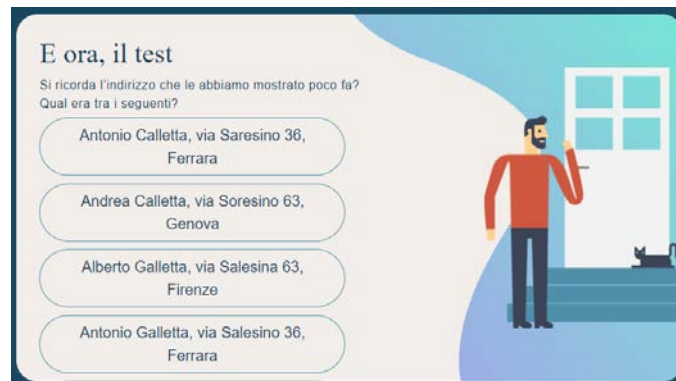 E ora, il test
Si ricorda l'indirizzo che le abbiamo mostrato poco fa?
Qual era tra i seguenti?
Antonio Calletta, via Saresino 36,
Ferrara
Andrea Calletta, via Soresino 63,
Genova
Alberto Galletta, via Salesina 63,
Firenze
Antonio Galletta, via Salesino 36,
Ferrara